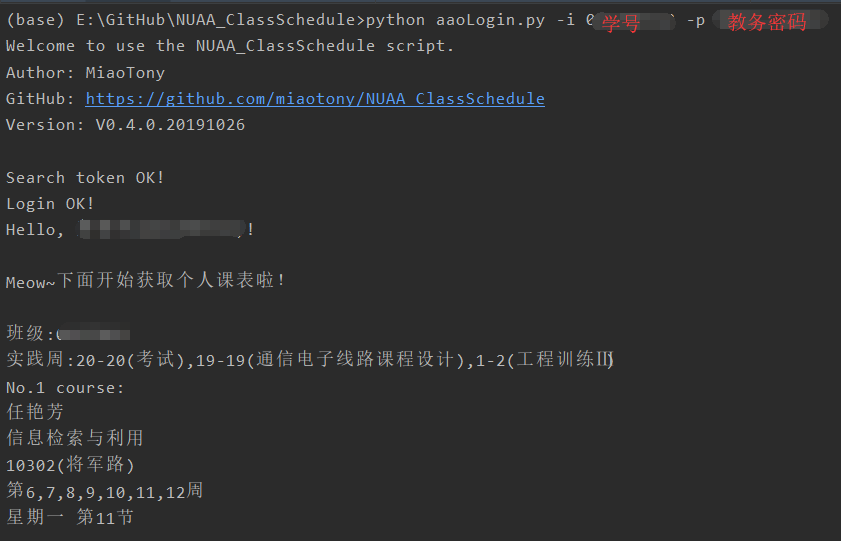 (base) E:\GitHub\NUAA_ClassSchedule>python aaoLogin.py -i 0 学号 -p 教务密码
Welcome to use the NUAA_ClassSchedule script.
Author: MiaoTony
GitHub: https://github.com/miaotony/NUAA_ClassSchedule
Version: V0.4.0.20191026
Search token OK!
Login OK!
Hello, !
Meow~下面开始获取个人课表啦!
班级:
实践周:20-20(考试),19-19(通信电子线路课程设计),1-2(工程训练Ⅲ)
No.1 course:
任艳芳
信息检索与利用
10302(将军路)
第6,7,8,9,10,11,12周
星期一 第11节